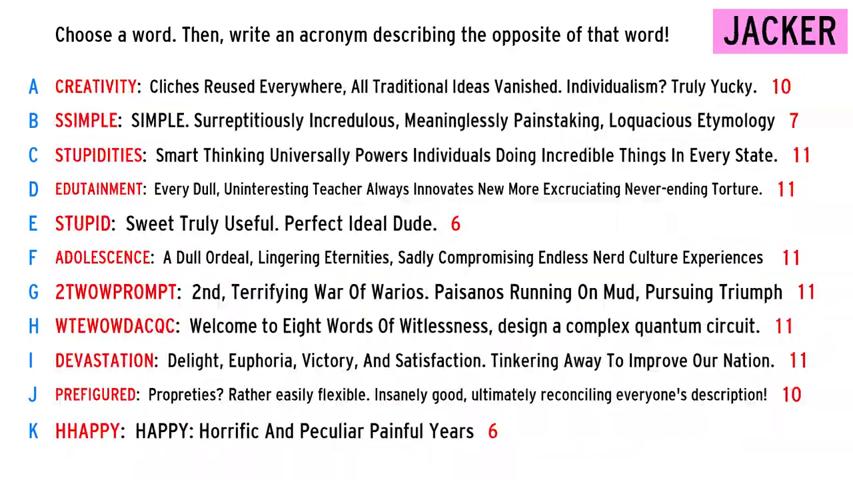 Choose a word. Then, write an acronym describing the opposite of that word!
JACKER
A CREATIVITY: Cliches Reused Everywhere, All Traditional Ideas Vanished. Individualism? Truly Yucky. 10
B SSIMPLE: SIMPLE. Surreptitiously Incredulous, Meaninglessly Painstaking, Loquacious Etymology 7
C STUPIDITIES: Smart Thinking Universally Powers Individuals Doing Incredible Things In Every State. 11
D EDUTAINMENT: Every Dull, Uninteresting Teacher Always Innovates New More Excruciating Never-ending Torture. 11
E STUPID: Sweet Truly Useful. Perfect Ideal Dude. 6
F ADOLESCENCE: A Dull Ordeal, Lingering Eternities, Sadly Compromising Endless Nerd Culture Experiences 11
G 2TWOWPROMPT: 2nd, Terrifying War Of Warios. Paisanos Running On Mud, Pursuing Triumph 11
H WTEWOWDACQC: Welcome to Eight Words Of Witlessness, design a complex quantum circuit. 11
I DEVASTATION: Delight, Euphoria, Victory, And Satisfaction. Tinkering Away To Improve Our Nation. 11
J PREFIGURED: Propreties? Rather easily flexible. Insanely good, ultimately reconciling everyone's description! 10
K HHAPPY: HAPPY: Horrific And Peculiar Painful Years 6